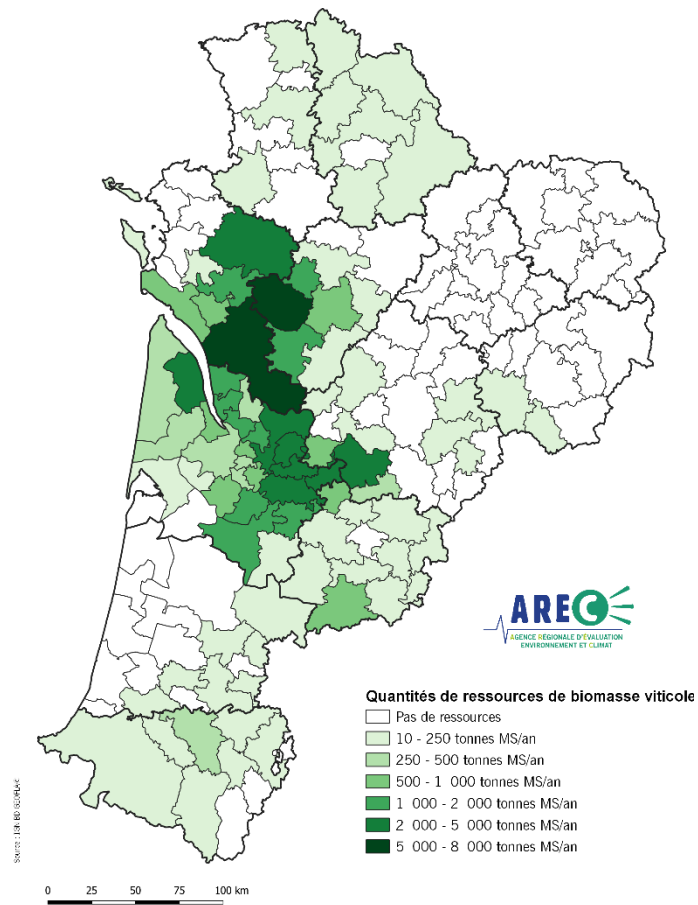 AREC
AGENCE RÉGIONALE D'ÉVALUATION
ENVIRONNEMENT ET CLIMAT
Quantités de ressources de biomasse viticole
Pas de ressources
10 - 250 tonnes MS/an
250 - 500 tonnes MS/an
500 - 1 000 tonnes MS/an
1 000 - 2 000 tonnes MS/an
2 000 - 5 000 tonnes MS/an
5 000 - 8 000 tonnes MS/an
Source : IGN BD
0 25 50 75 100 km